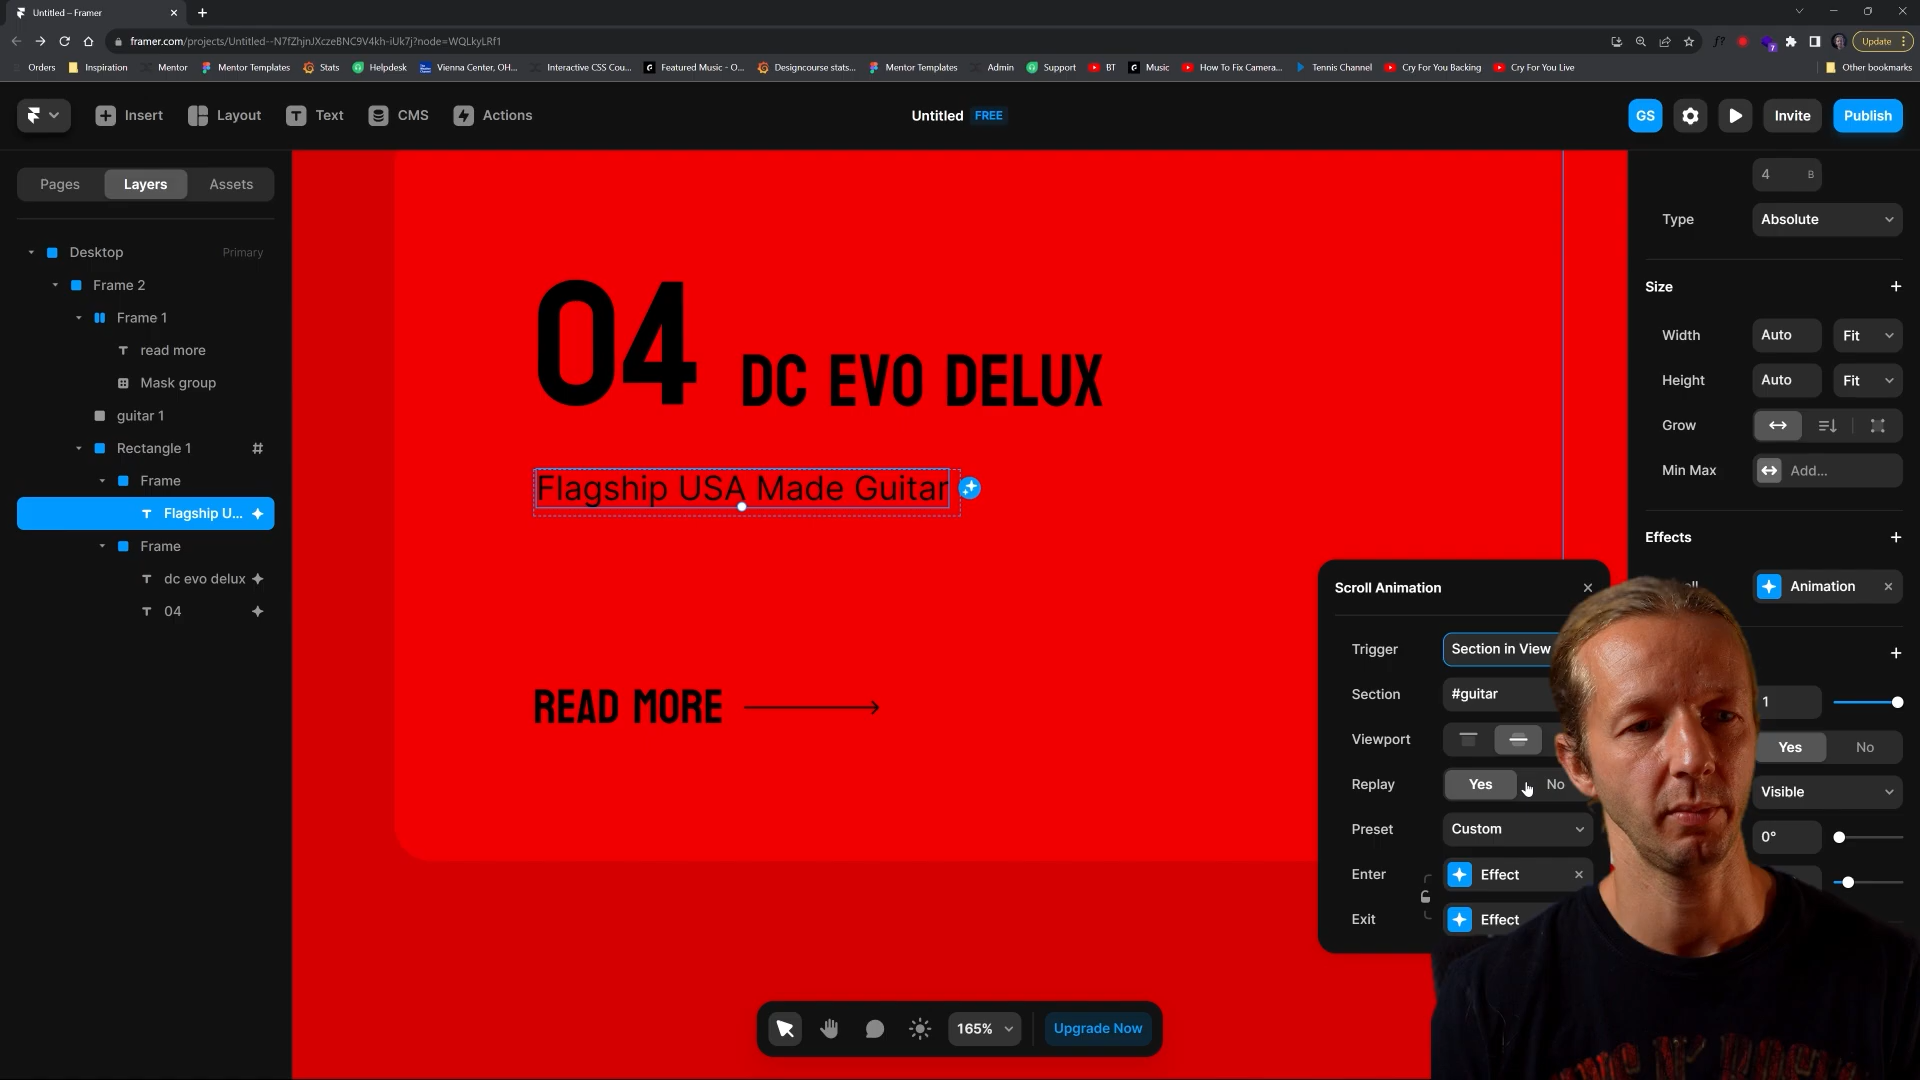 Untitled – Framer
framer.com/projects/Untitled--N7fZhjnJXczeBNC9V4kh-iUk7j?node=WQLkyLRf1
Update
Orders Inspiration Mentor Mentor Templates Stats Helpdesk Vienna Center, OH... Interactive CSS Cou... Featured Music - O... Designcourse stats... Mentor Templates Admin Support BT Music How To Fix Camera... Tennis Channel Cry For You Backing Cry For You Live Other bookmarks
Insert Layout Text CMS Actions Untitled FREE GS Invite Publish
Pages Layers Assets
Desktop Primary
Frame 2
Frame 1
read more
Mask group
guitar 1
Rectangle 1
Frame
Flagship U...
Frame
dc evo delux
04
04 DC EVO DELUX
Flagship USA Made Guitar
READ MORE
165% Upgrade Now
Scroll Animation
Trigger Section in View
Section #guitar
Viewport
Replay Yes No
Preset Custom
Enter Effect
Exit Effect
4 B
Type Absolute
Size
Width Auto Fit
Height Auto Fit
Grow
Min Max Add...
Effects
Animation
1
Yes No
Visible
0°